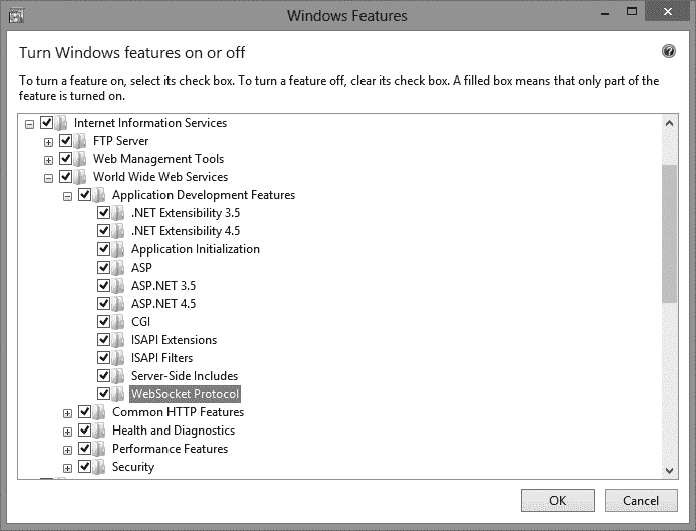 Windows Features
Turn Windows features on or off
To turn a feature on, select its check box. To turn a feature off, clear its check box. A filled box means that only part of the
feature is turned on.
Internet Information Services
FTP Server
Web Management Tools
World Wide Web Services
Application Development Features
.NET Extensibility 3.5
.NET Extensibility 4.5
Application Initialization
ASP
ASP.NET 3.5
ASP.NET 4.5
CGI
ISAPI Extensions
ISAPI Filters
Server-Side Includes
WebSocket Protocol
Common HTTP Features
Health and Diagnostics
Performance Features
Security
OK
Cancel